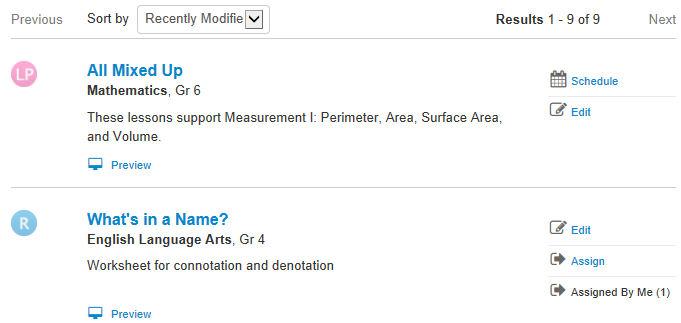 Previous Sort by Recently Modifie Results 1 - 9 of 9 Next
LP
All Mixed Up
Mathematics, Gr 6
Schedule
These lessons support Measurement I: Perimeter, Area, Surface Area,
Edit
and Volume.
Preview
R
What's in a Name?
English Language Arts, Gr 4
Edit
Worksheet for connotation and denotation
Assign
Assigned By Me (1)
Preview